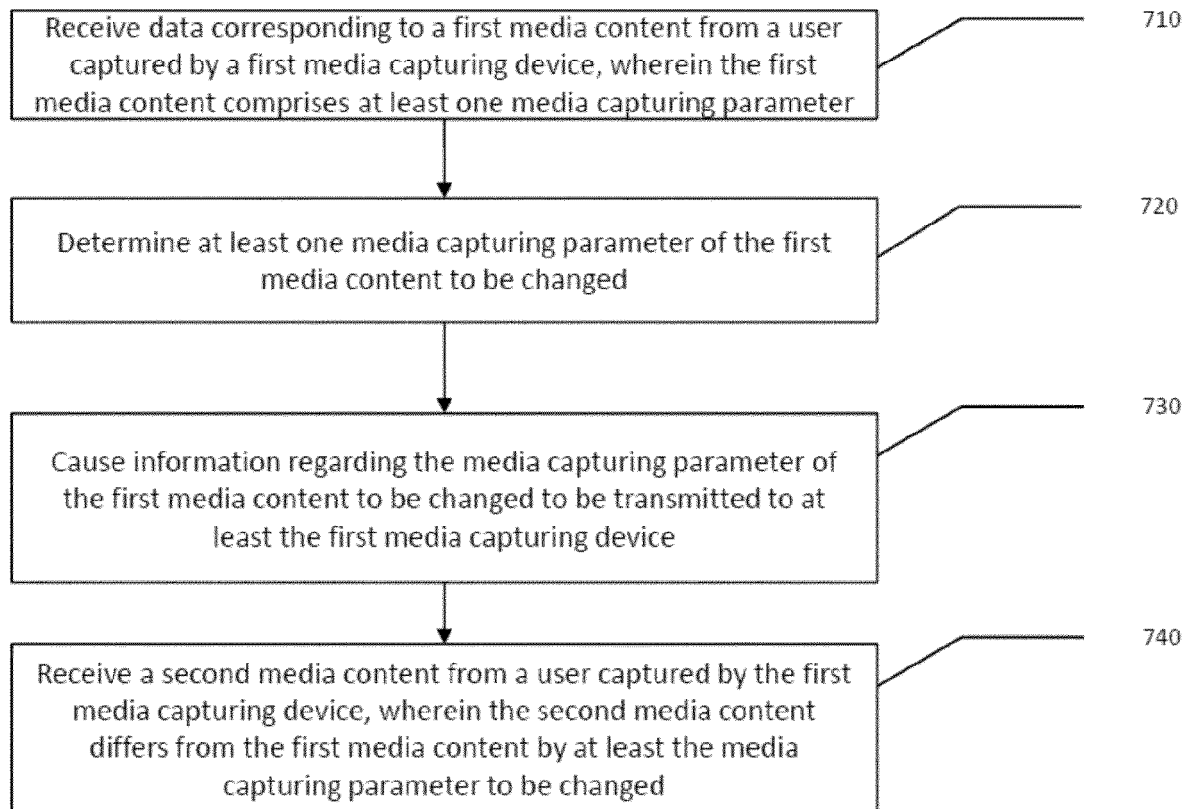 Receive data corresponding to a first media content from a user
captured by a first media capturing device, wherein the first
media content comprises at least one media capturing parameter
710
Determine at least one media capturing parameter of the first
media content to be changed
720
Cause information regarding the media capturing parameter of
the first media content to be changed to be transmitted to at
least the first media capturing device
730
Receive a second media content from a user captured by the first
media capturing device, wherein the second media content
differs from the first media content by at least the media
capturing parameter to be changed
740